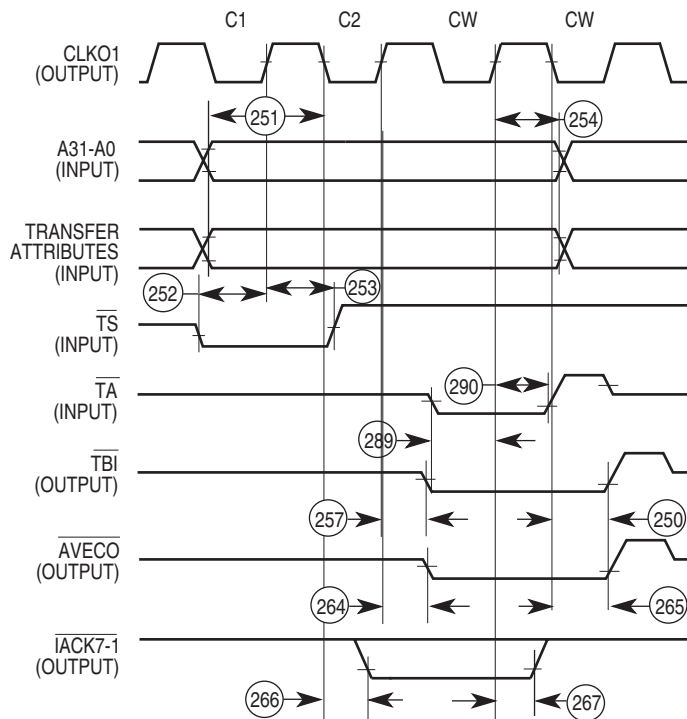 C1 C2 CW CW
CLKO1
(OUTPUT)
251
254
A31-A0
(INPUT)
TRANSFER
ATTRIBUTES
(INPUT)
252
253
TS
(INPUT)
TA
(INPUT)
290
289
TBI
(OUTPUT)
257
250
AVECO
(OUTPUT)
264
265
IACK7-1
(OUTPUT)
266
267